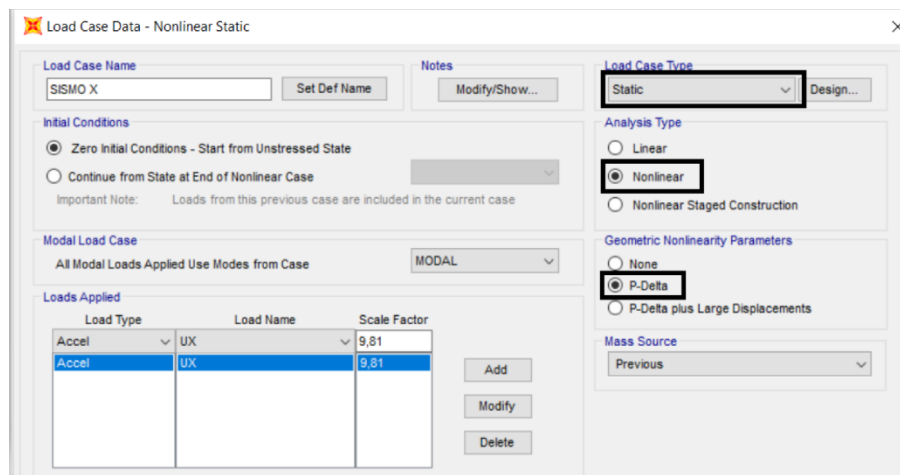 Load Case Data - Nonlinear Static
Load Case Name
SISMO X
Set Def Name
Notes
Modify/Show...
Load Case Type
Static
Design...
Initial Conditions
Zero Initial Conditions - Start from Unstressed State
Continue from State at End of Nonlinear Case
Important Note: Loads from this previous case are included in the current case
Analysis Type
Linear
Nonlinear
Nonlinear Staged Construction
Modal Load Case
All Modal Loads Applied Use Modes from Case
MODAL
Geometric Nonlinearity Parameters
None
P-Delta
P-Delta plus Large Displacements
Loads Applied
Load Type Load Name Scale Factor
Accel UX 9,81
Accel UX 9,81
Add
Modify
Delete
Mass Source
Previous